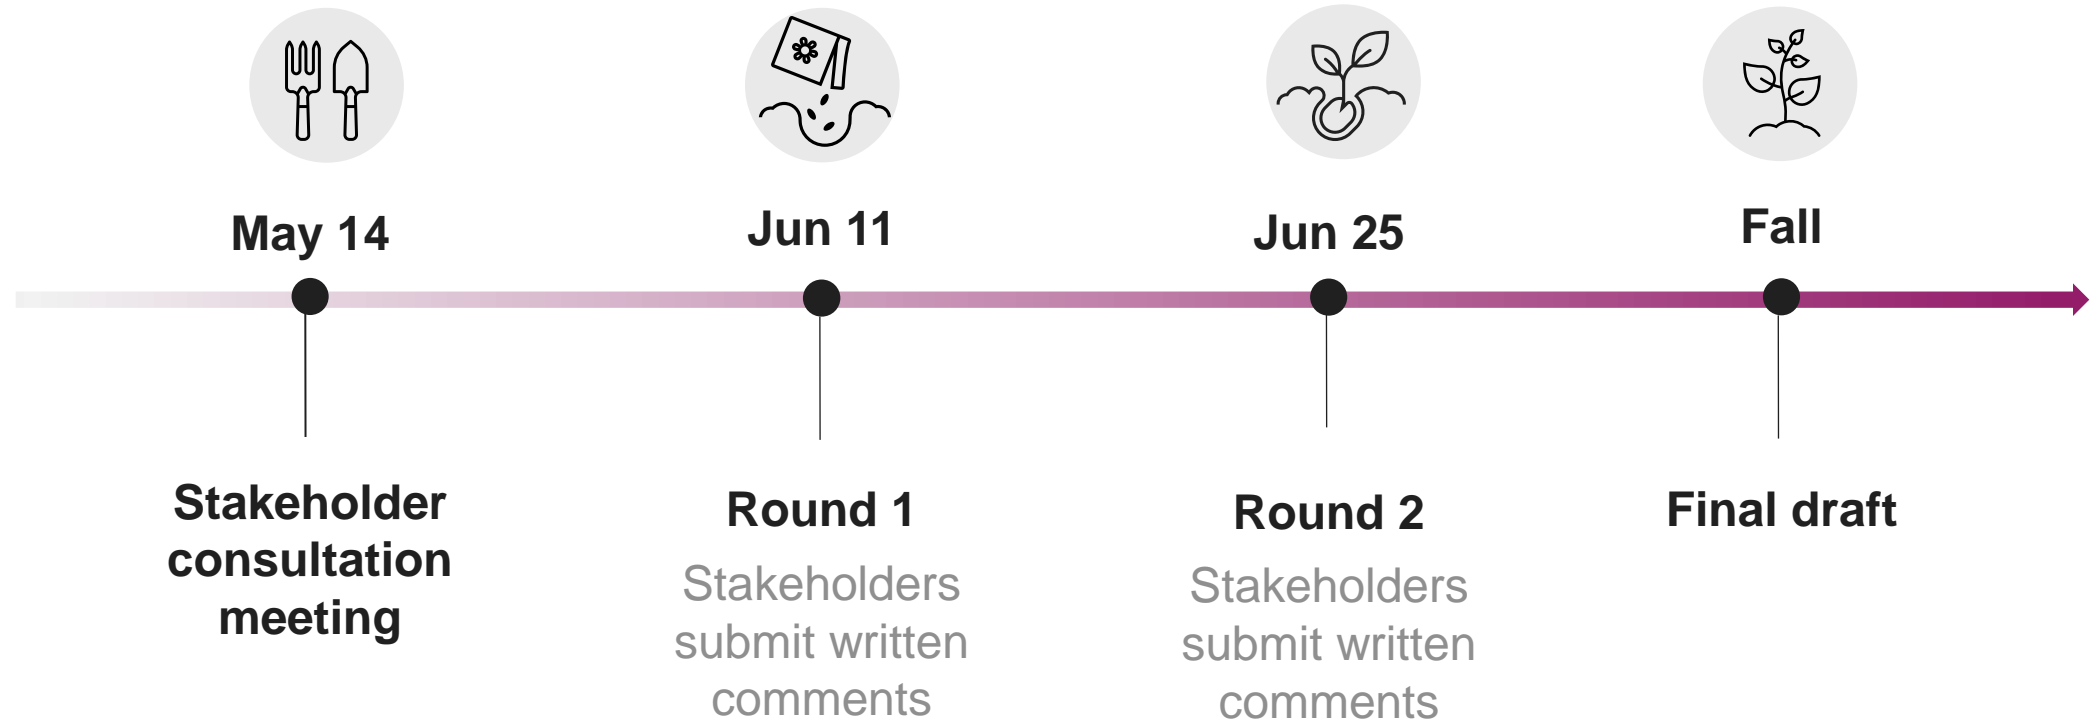 May 14
Jun 11
Jun 25
Fall
Stakeholder
consultation
meeting
Round 1
Stakeholders
submit written
comments
Round 2
Stakeholders
submit written
comments
Final draft